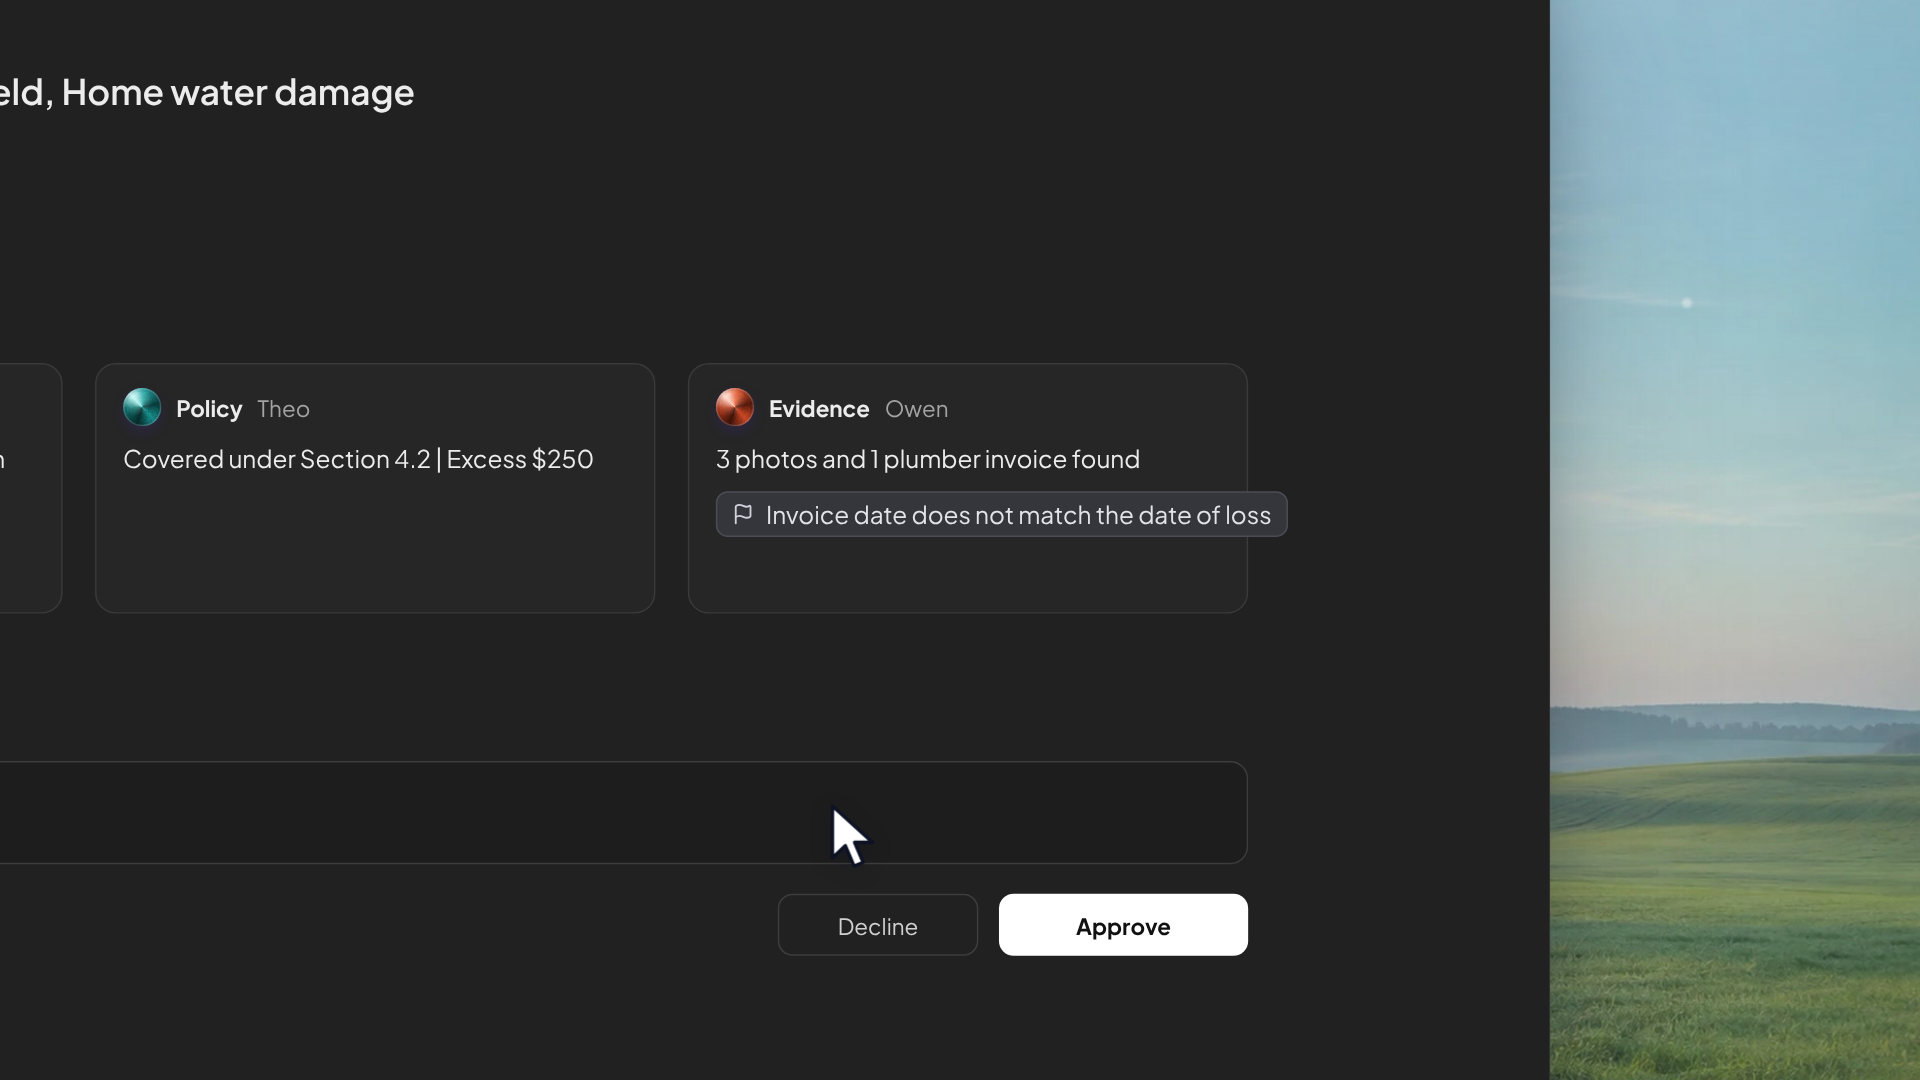 eld, Home water damage
n
Policy Theo
Covered under Section 4.2 | Excess $250
Evidence Owen
3 photos and 1 plumber invoice found
Invoice date does not match the date of loss
Decline
Approve